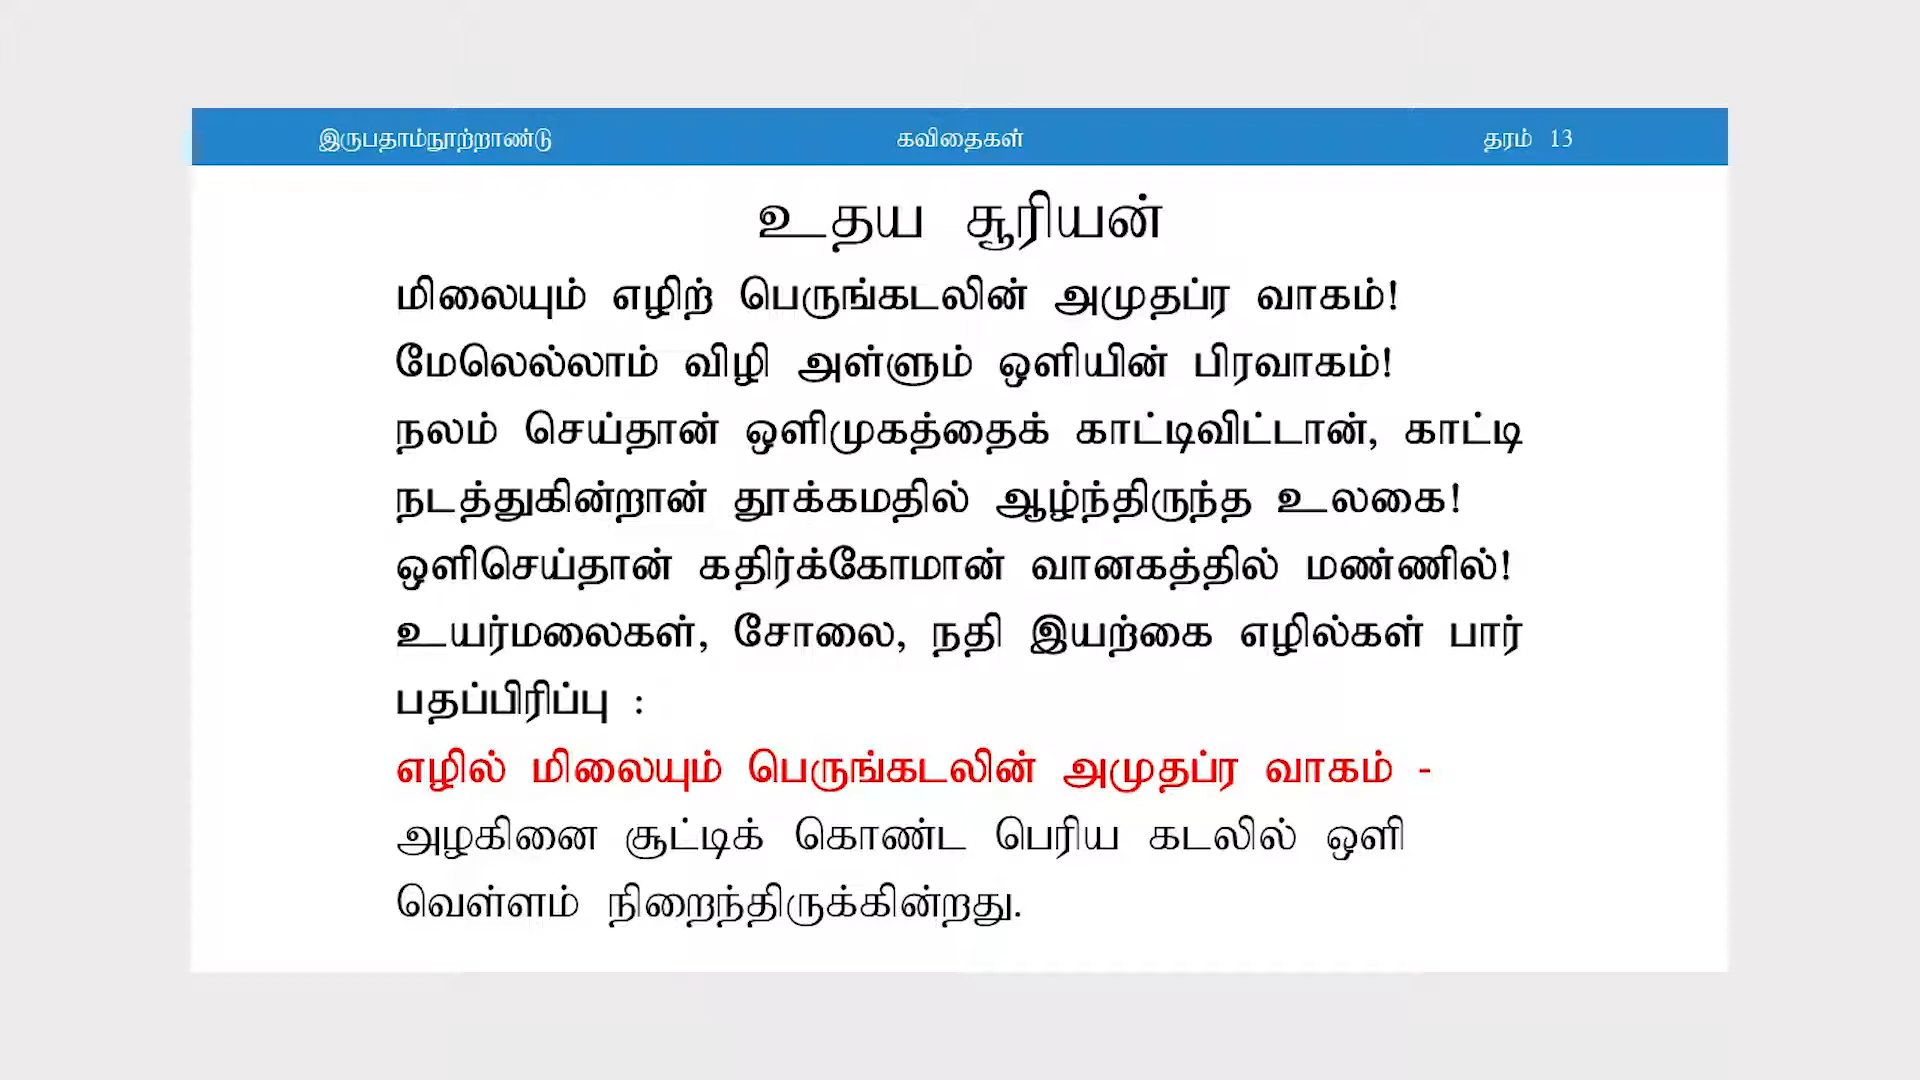 இருபதாம்நூற்றாண்டு கவிதைகள் தரம் 13
உதய சூரியன்
மிலையும் எழிற் பெருங்கடலின் அமுதப்ர வாகம்!
மேலெல்லாம் விழி அள்ளும் ஒளியின் பிரவாகம்!
நலம் செய்தான் ஒளிமுகத்தைக் காட்டிவிட்டான், காட்டி
நடத்துகின்றான் தூக்கமதில் ஆழ்ந்திருந்த உலகை!
ஒளிசெய்தான் கதிர்க்கோமான் வானகத்தில் மண்ணில்!
உயர்மலைகள், சோலை, நதி இயற்கை எழில்கள் பார்
பதப்பிரிப்பு :
எழில் மிலையும் பெருங்கடலின் அமுதப்ர வாகம் -
அழகினை சூட்டிக் கொண்ட பெரிய கடலில் ஒளி
வெள்ளம் நிறைந்திருக்கின்றது.